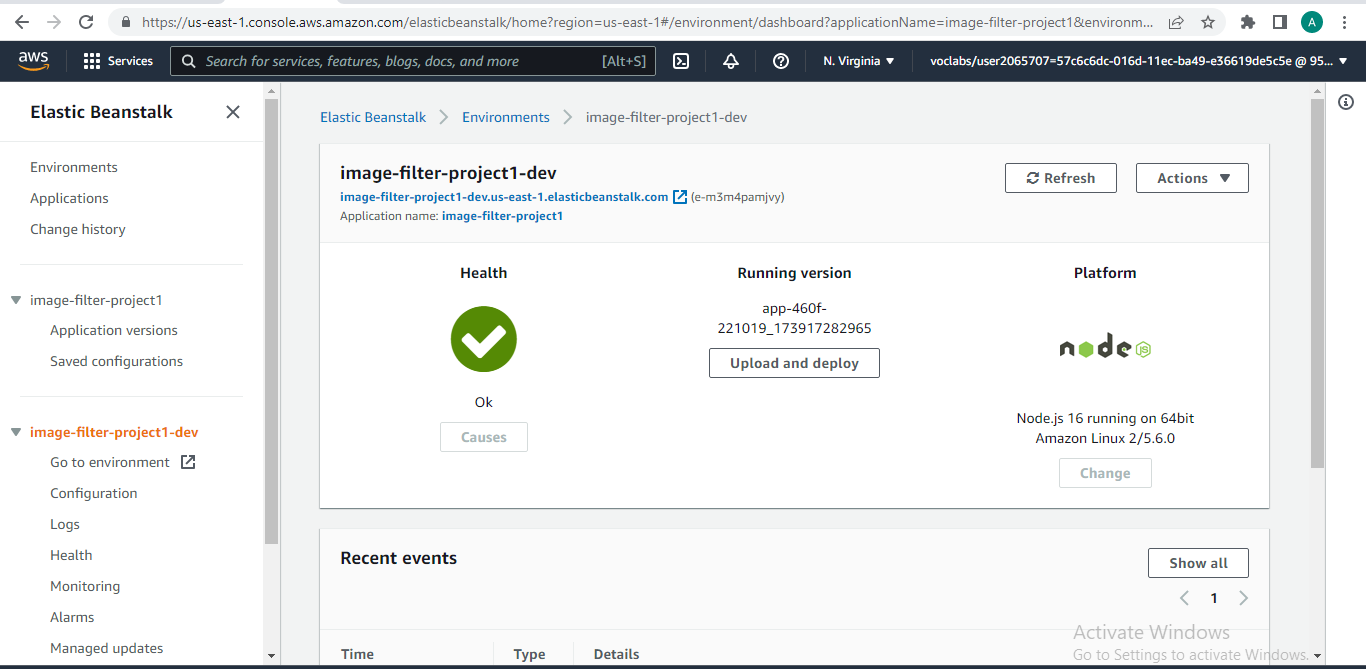 https://us-east-1.console.aws.amazon.com/elasticbeanstalk/home?region=us-east-1#/environment/dashboard?applicationName=image-filter-project1&environm...
A
aws
Services
Search for services, features, blogs, docs, and more
[Alt+S]
N. Virginia
voclabs/user2065707=57c6c6dc-016d-11ec-ba49-e36619de5c5e @ 95...
Elastic Beanstalk
Environments
Applications
Change history
image-filter-project1
Application versions
Saved configurations
image-filter-project1-dev
Go to environment
Configuration
Logs
Health
Monitoring
Alarms
Managed updates
Elastic Beanstalk
Environments
image-filter-project1-dev
image-filter-project1-dev
image-filter-project1-dev.us-east-1.elasticbeanstalk.com (e-m3m4pamjvy)
Application name: image-filter-project1
Refresh
Actions
Health
Ok
Causes
Running version
app-460f-
221019_173917282965
Upload and deploy
Platform
node
JS
Node.js 16 running on 64bit
Amazon Linux 2/5.6.0
Change
Recent events
Show all
1
Time
Type
Details
Activate Windows
Go to Settings to activate Windows.